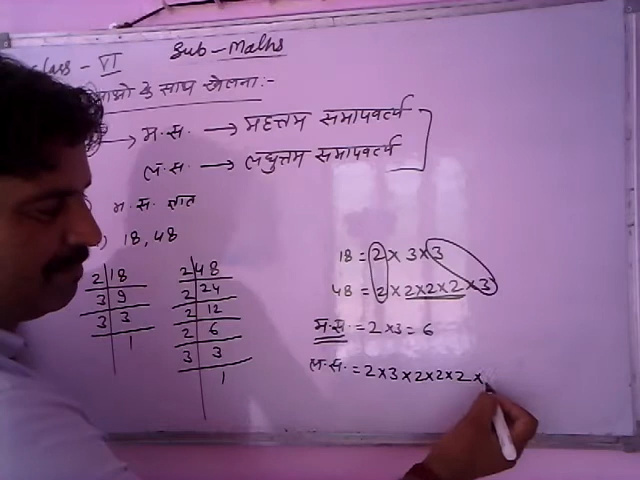 class - VI Sub - Maths
के साथ खेलना :-
→ म. स. → महत्तम समापवर्त्य
ल. स. → लघुत्तम समापवर्त्य
म. स. ज्ञात
) 18, 48
2 18
3 9
3 3
1
2 48
2 24
2 12
2 6
3 3
1
18 = 2 × 3 × 3
48 = 2 × 2 × 2 × 2 × 3
म. स. = 2 × 3 = 6
ल. स. = 2 × 3 × 2 × 2 × 2 ×